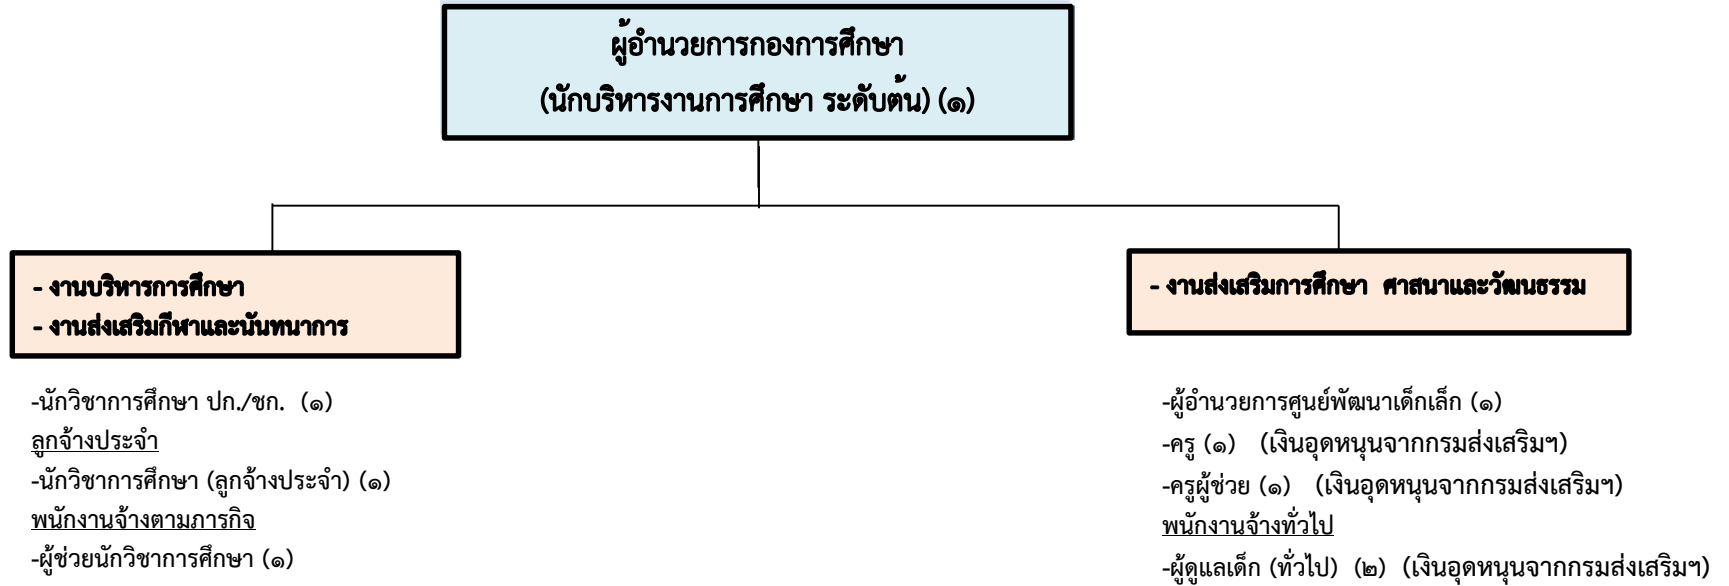 ผู้อำนวยการกองการศึกษา
(นักบริหารงานการศึกษา ระดับต้น) (๑)
- งานบริหารการศึกษา
- งานส่งเสริมกีฬาและนันทนาการ
-นักวิชาการศึกษา ปก./ชก. (๑)
ลูกจ้างประจำ
-นักวิชาการศึกษา (ลูกจ้างประจำ) (๑)
พนักงานจ้างตามภารกิจ
-ผู้ช่วยนักวิชาการศึกษา (๑)
- งานส่งเสริมการศึกษา ศาสนาและวัฒนธรรม
-ผู้อำนวยการศูนย์พัฒนาเด็กเล็ก (๑)
-ครู (๑) (เงินอุดหนุนจากกรมส่งเสริมฯ)
-ครูผู้ช่วย (๑) (เงินอุดหนุนจากกรมส่งเสริมฯ)
พนักงานจ้างทั่วไป
-ผู้ดูแลเด็ก (ทั่วไป) (๒) (เงินอุดหนุนจากกรมส่งเสริมฯ)